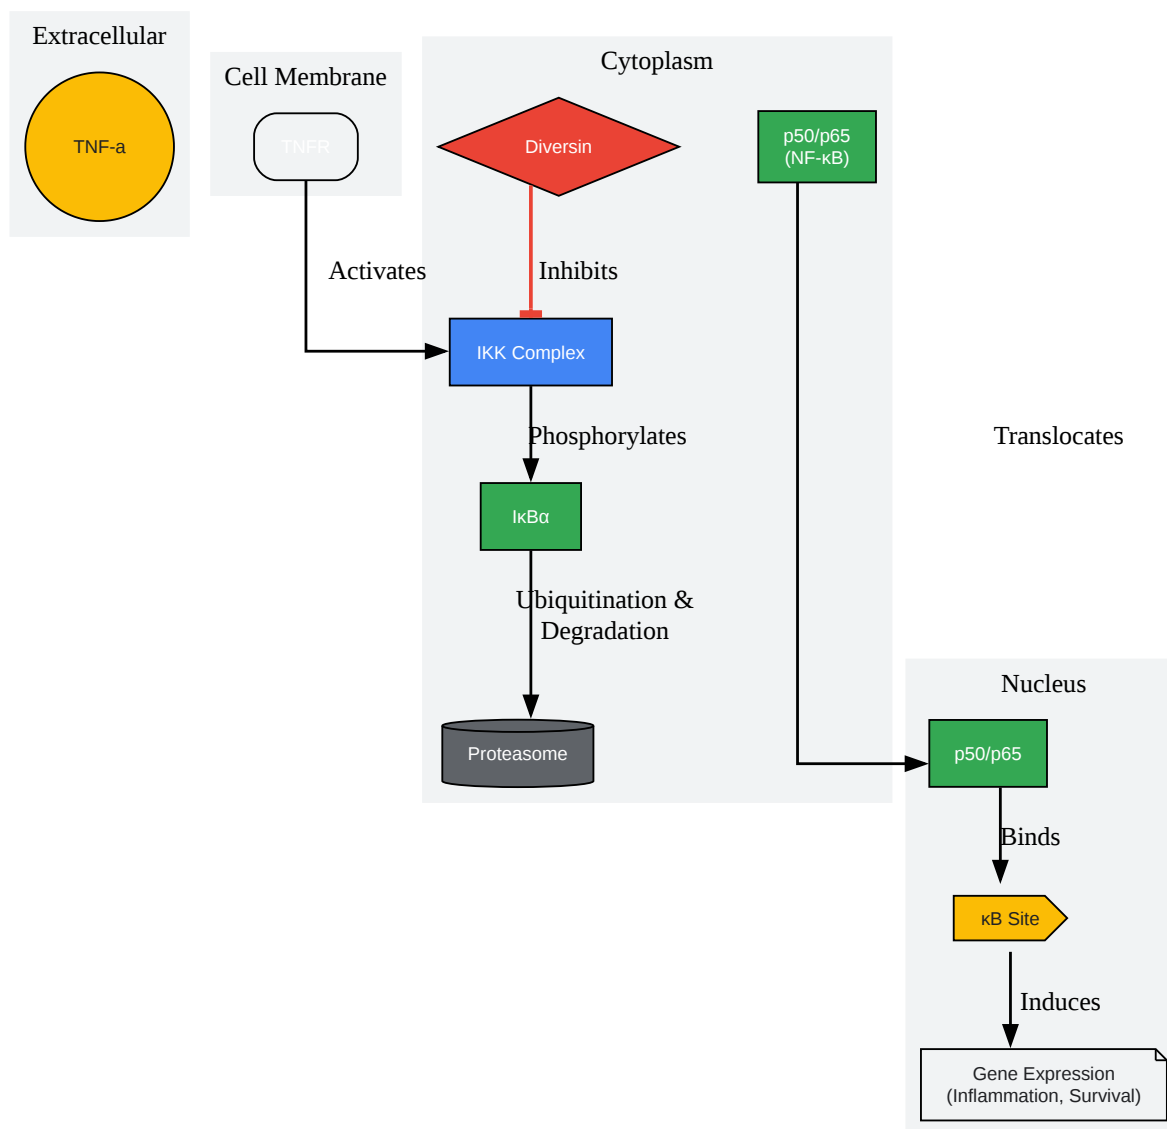 Extracellular
TNF-a
Cell Membrane
TNFR
Activates
Cytoplasm
Diversin
p50/p65
(NF-κB)
Inhibits
IKK Complex
Phosphorylates
Translocates
IκBα
Ubiquitination &
Degradation
Proteasome
Nucleus
p50/p65
Binds
κB Site
Induces
Gene Expression
(Inflammation, Survival)